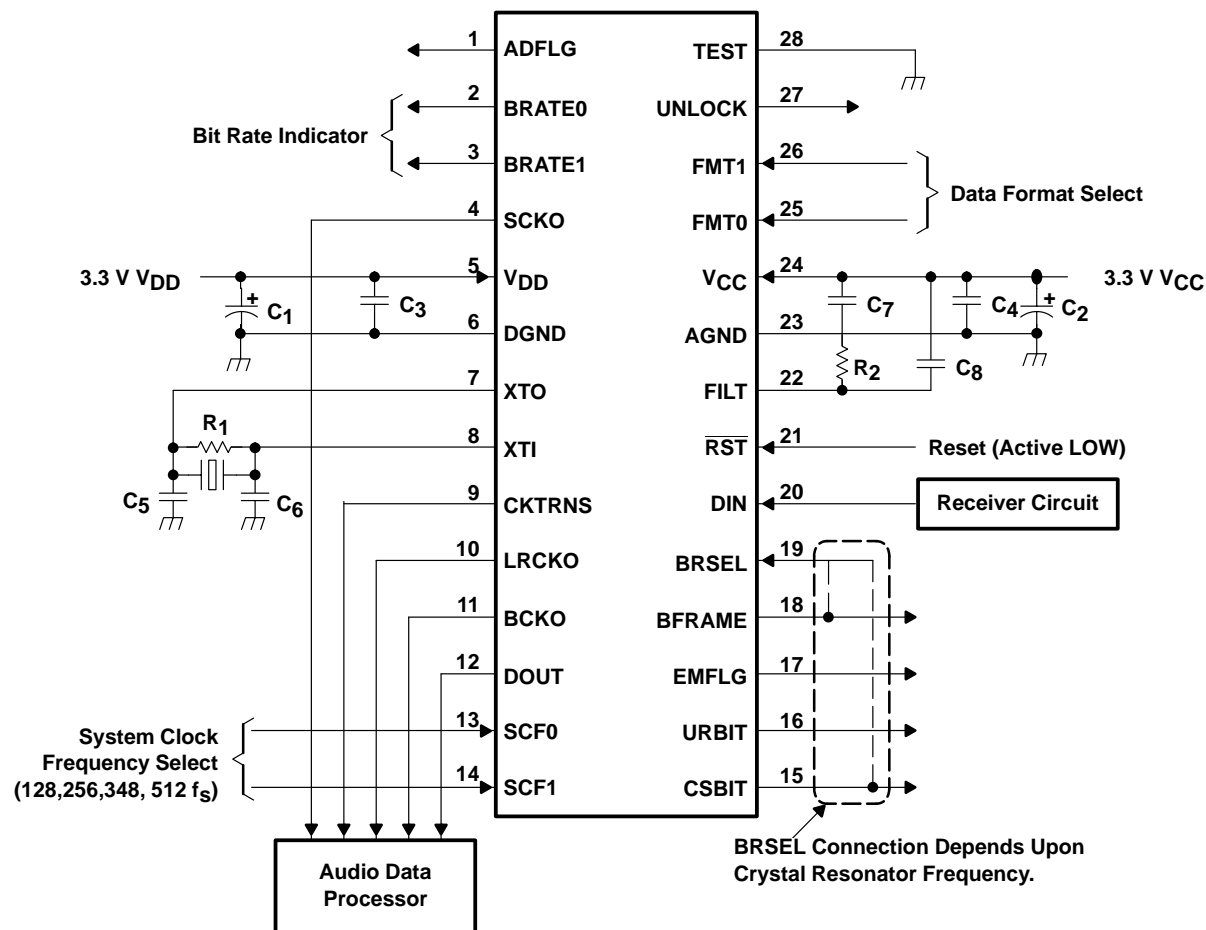 1 ADFLG
2 BRATE0
3 BRATE1
Bit Rate Indicator
4 SCKO
5 VDD
3.3 V VDD
C1
+
C3
6 DGND
7 XTO
R1
8 XTI
C5
C6
9 CKTRNS
10 LRCKO
11 BCKO
12 DOUT
13 SCF0
14 SCF1
System Clock
Frequency Select
(128,256,348, 512 fs)
Audio Data
Processor
TEST 28
UNLOCK 27
FMT1 26
FMT0 25
Data Format Select
VCC 24
3.3 V VCC
C7
C4
+
C2
AGND 23
R2
C8
FILT 22
RST 21
Reset (Active LOW)
DIN 20
Receiver Circuit
BRSEL 19
BFRAME 18
EMFLG 17
URBIT 16
CSBIT 15
BRSEL Connection Depends Upon
Crystal Resonator Frequency.